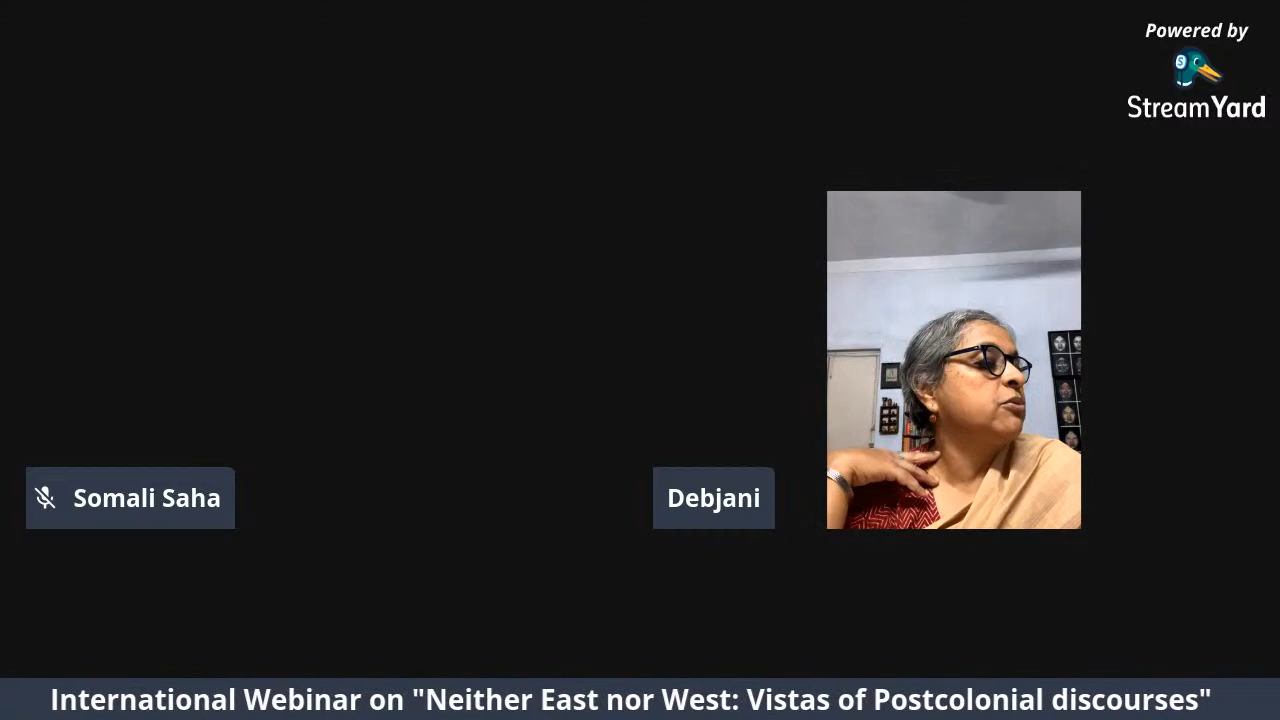 Powered by
StreamYard
Somali Saha
Debjani
International Webinar on "Neither East nor West: Vistas of Postcolonial discourses"